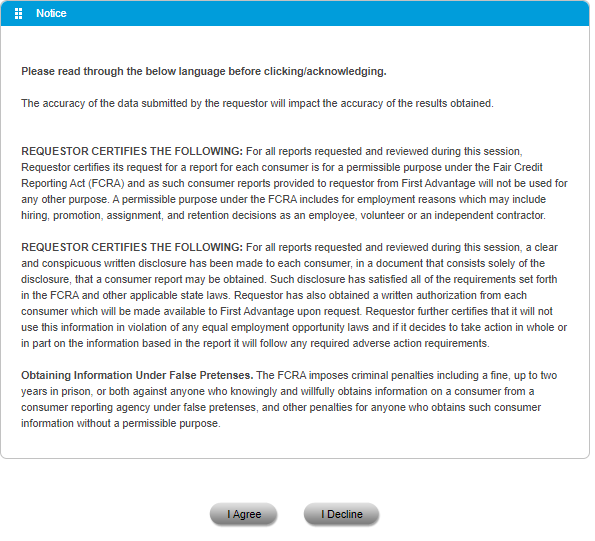 Notice
Please read through the below language before clicking/acknowledging.
The accuracy of the data submitted by the requestor will impact the accuracy of the results obtained.
REQUESTOR CERTIFIES THE FOLLOWING: For all reports requested and reviewed during this session,
Requestor certifies its request for a report for each consumer is for a permissible purpose under the Fair Credit
Reporting Act (FCRA) and as such consumer reports provided to requestor from First Advantage will not be used for
any other purpose. A permissible purpose under the FCRA includes for employment reasons which may include
hiring, promotion, assignment, and retention decisions as an employee, volunteer or an independent contractor.
REQUESTOR CERTIFIES THE FOLLOWING: For all reports requested and reviewed during this session, a clear
and conspicuous written disclosure has been made to each consumer, in a document that consists solely of the
disclosure, that a consumer report may be obtained. Such disclosure has satisfied all of the requirements set forth
in the FCRA and other applicable state laws. Requestor has also obtained a written authorization from each
consumer which will be made available to First Advantage upon request. Requestor further certifies that it will not
use this information in violation of any equal employment opportunity laws and if it decides to take action in whole or
in part on the information based in the report it will follow any required adverse action requirements.
Obtaining Information Under False Pretenses. The FCRA imposes criminal penalties including a fine, up to two
years in prison, or both against anyone who knowingly and willfully obtains information on a consumer from a
consumer reporting agency under false pretenses, and other penalties for anyone who obtains such consumer
information without a permissible purpose.
I Agree I Decline